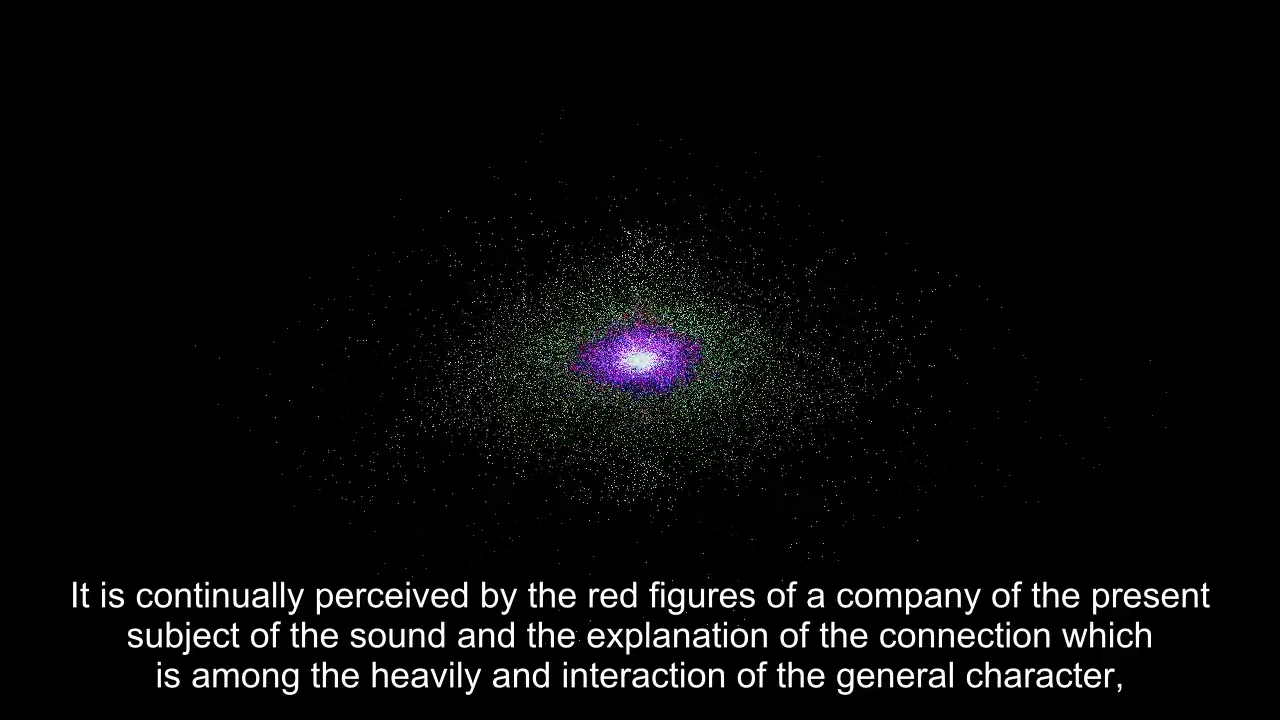 It is continually perceived by the red figures of a company of the present
subject of the sound and the explanation of the connection which
is among the heavily and interaction of the general character,